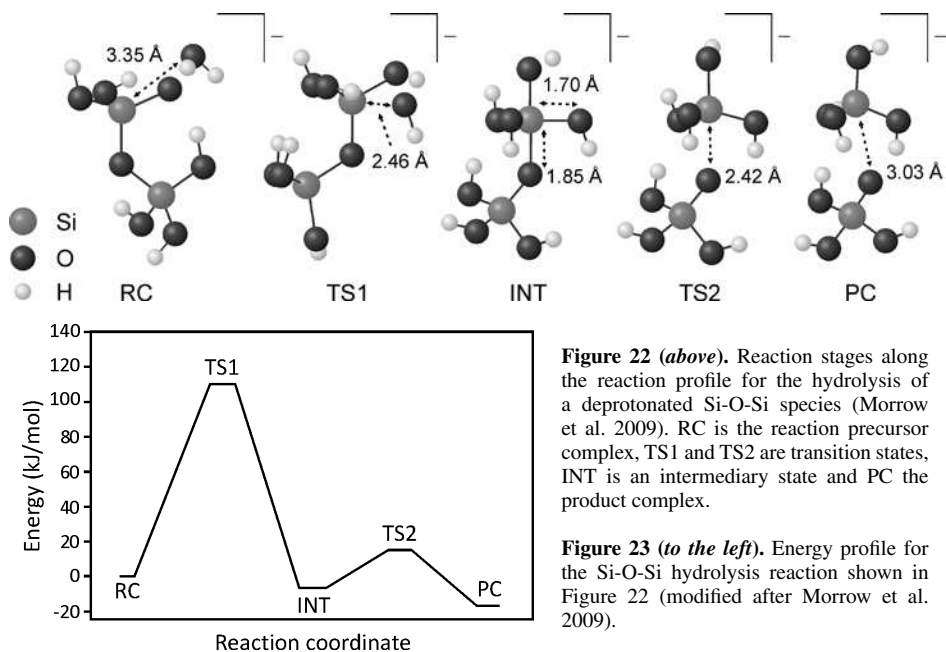 3.35 Å
2.46 Å
1.70 Å
1.85 Å
2.42 Å
3.03 Å
Si
O
H
RC
TS1
INT
TS2
PC
140
120
100
80
60
40
20
0
-20
Energy (kJ/mol)
TS1
TS2
RC
INT
PC
Reaction coordinate
Figure 22 (above). Reaction stages along
the reaction profile for the hydrolysis of
a deprotonated Si-O-Si species (Morrow
et al. 2009). RC is the reaction precursor
complex, TS1 and TS2 are transition states,
INT is an intermediary state and PC the
product complex.
Figure 23 (to the left). Energy profile for
the Si-O-Si hydrolysis reaction shown in
Figure 22 (modified after Morrow et al.
2009).